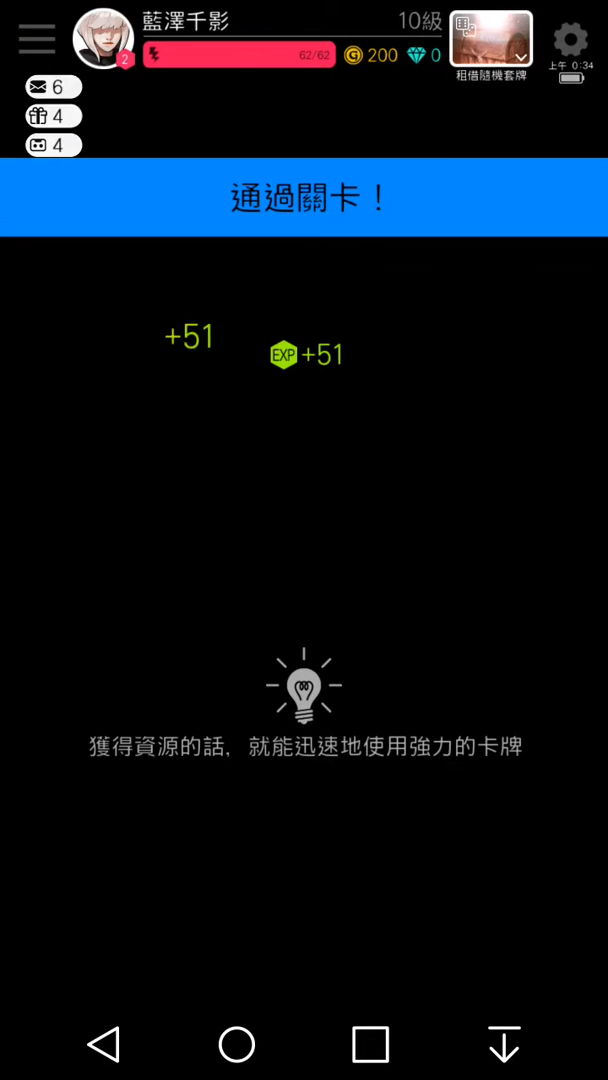 藍澤千影 10級
2
62/62
200
0
租借隨機套牌
上午 0:34
6
4
4
通過關卡！
+51
EXP +51
獲得資源的話，就能迅速地使用強力的卡牌